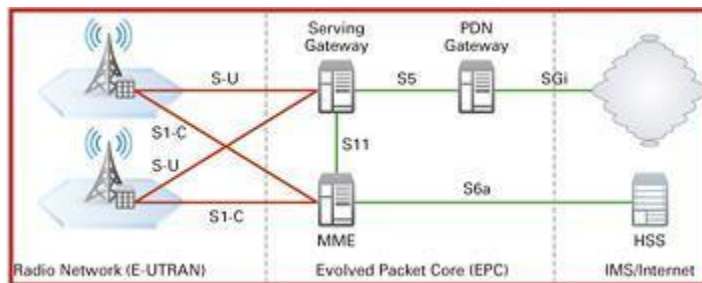 Serving
Gateway
PDN
Gateway
S-U
S5
SGi
S1-C
S-U
S11
S6a
S1-C
MME
HSS
Radio Network (E-UTRAN)
Evolved Packet Core (EPC)
IMS/Internet